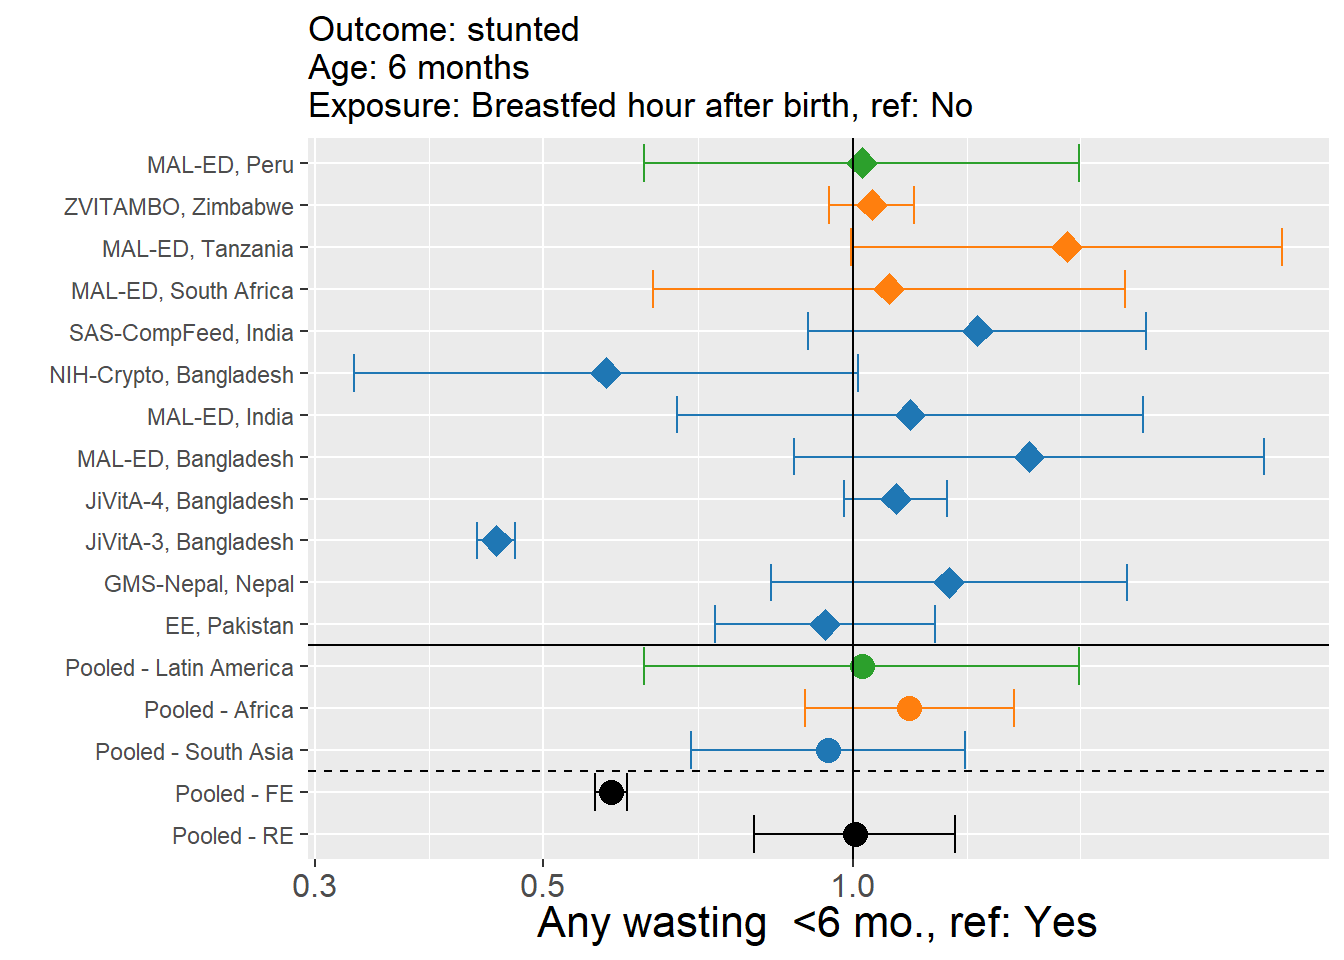 Outcome: stunted
Age: 6 months
Exposure: Breastfed hour after birth, ref: No
MAL-ED, Peru
ZVITAMBO, Zimbabwe
MAL-ED, Tanzania
MAL-ED, South Africa
SAS-CompFeed, India
NIH-Crypto, Bangladesh
MAL-ED, India
MAL-ED, Bangladesh
JiVitA-4, Bangladesh
JiVitA-3, Bangladesh
GMS-Nepal, Nepal
EE, Pakistan
Pooled - Latin America
Pooled - Africa
Pooled - South Asia
Pooled - FE
Pooled - RE
0.3 0.5 1.0
Any wasting  <6 mo., ref: Yes